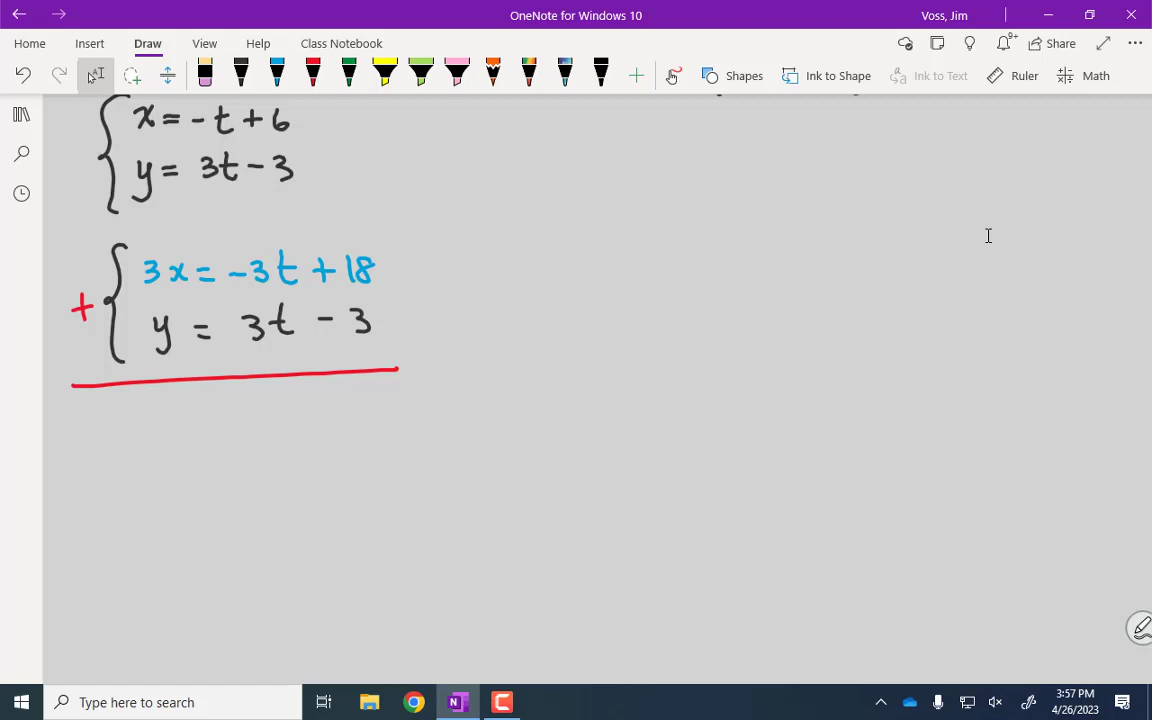 OneNote for Windows 10
Voss, Jim
Home Insert Draw View Help Class Notebook
9+
Share
Shapes Ink to Shape Ink to Text Ruler Math
x = -t + 6
y = 3t - 3
3x = -3t + 18
+
y = 3t - 3
Type here to search
3:57 PM
4/26/2023